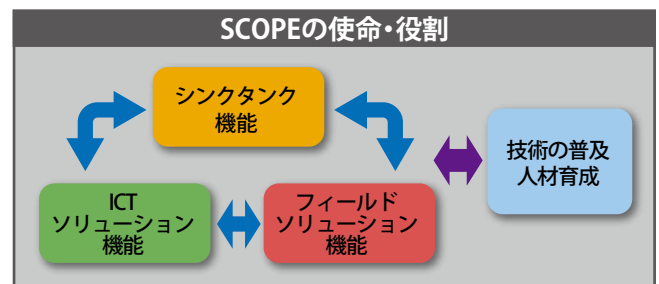 SCOPEの使命・役割
シンクタンク
機能
技術の普及
人材育成
ICT
ソリューション
機能
フィールド
ソリューション
機能